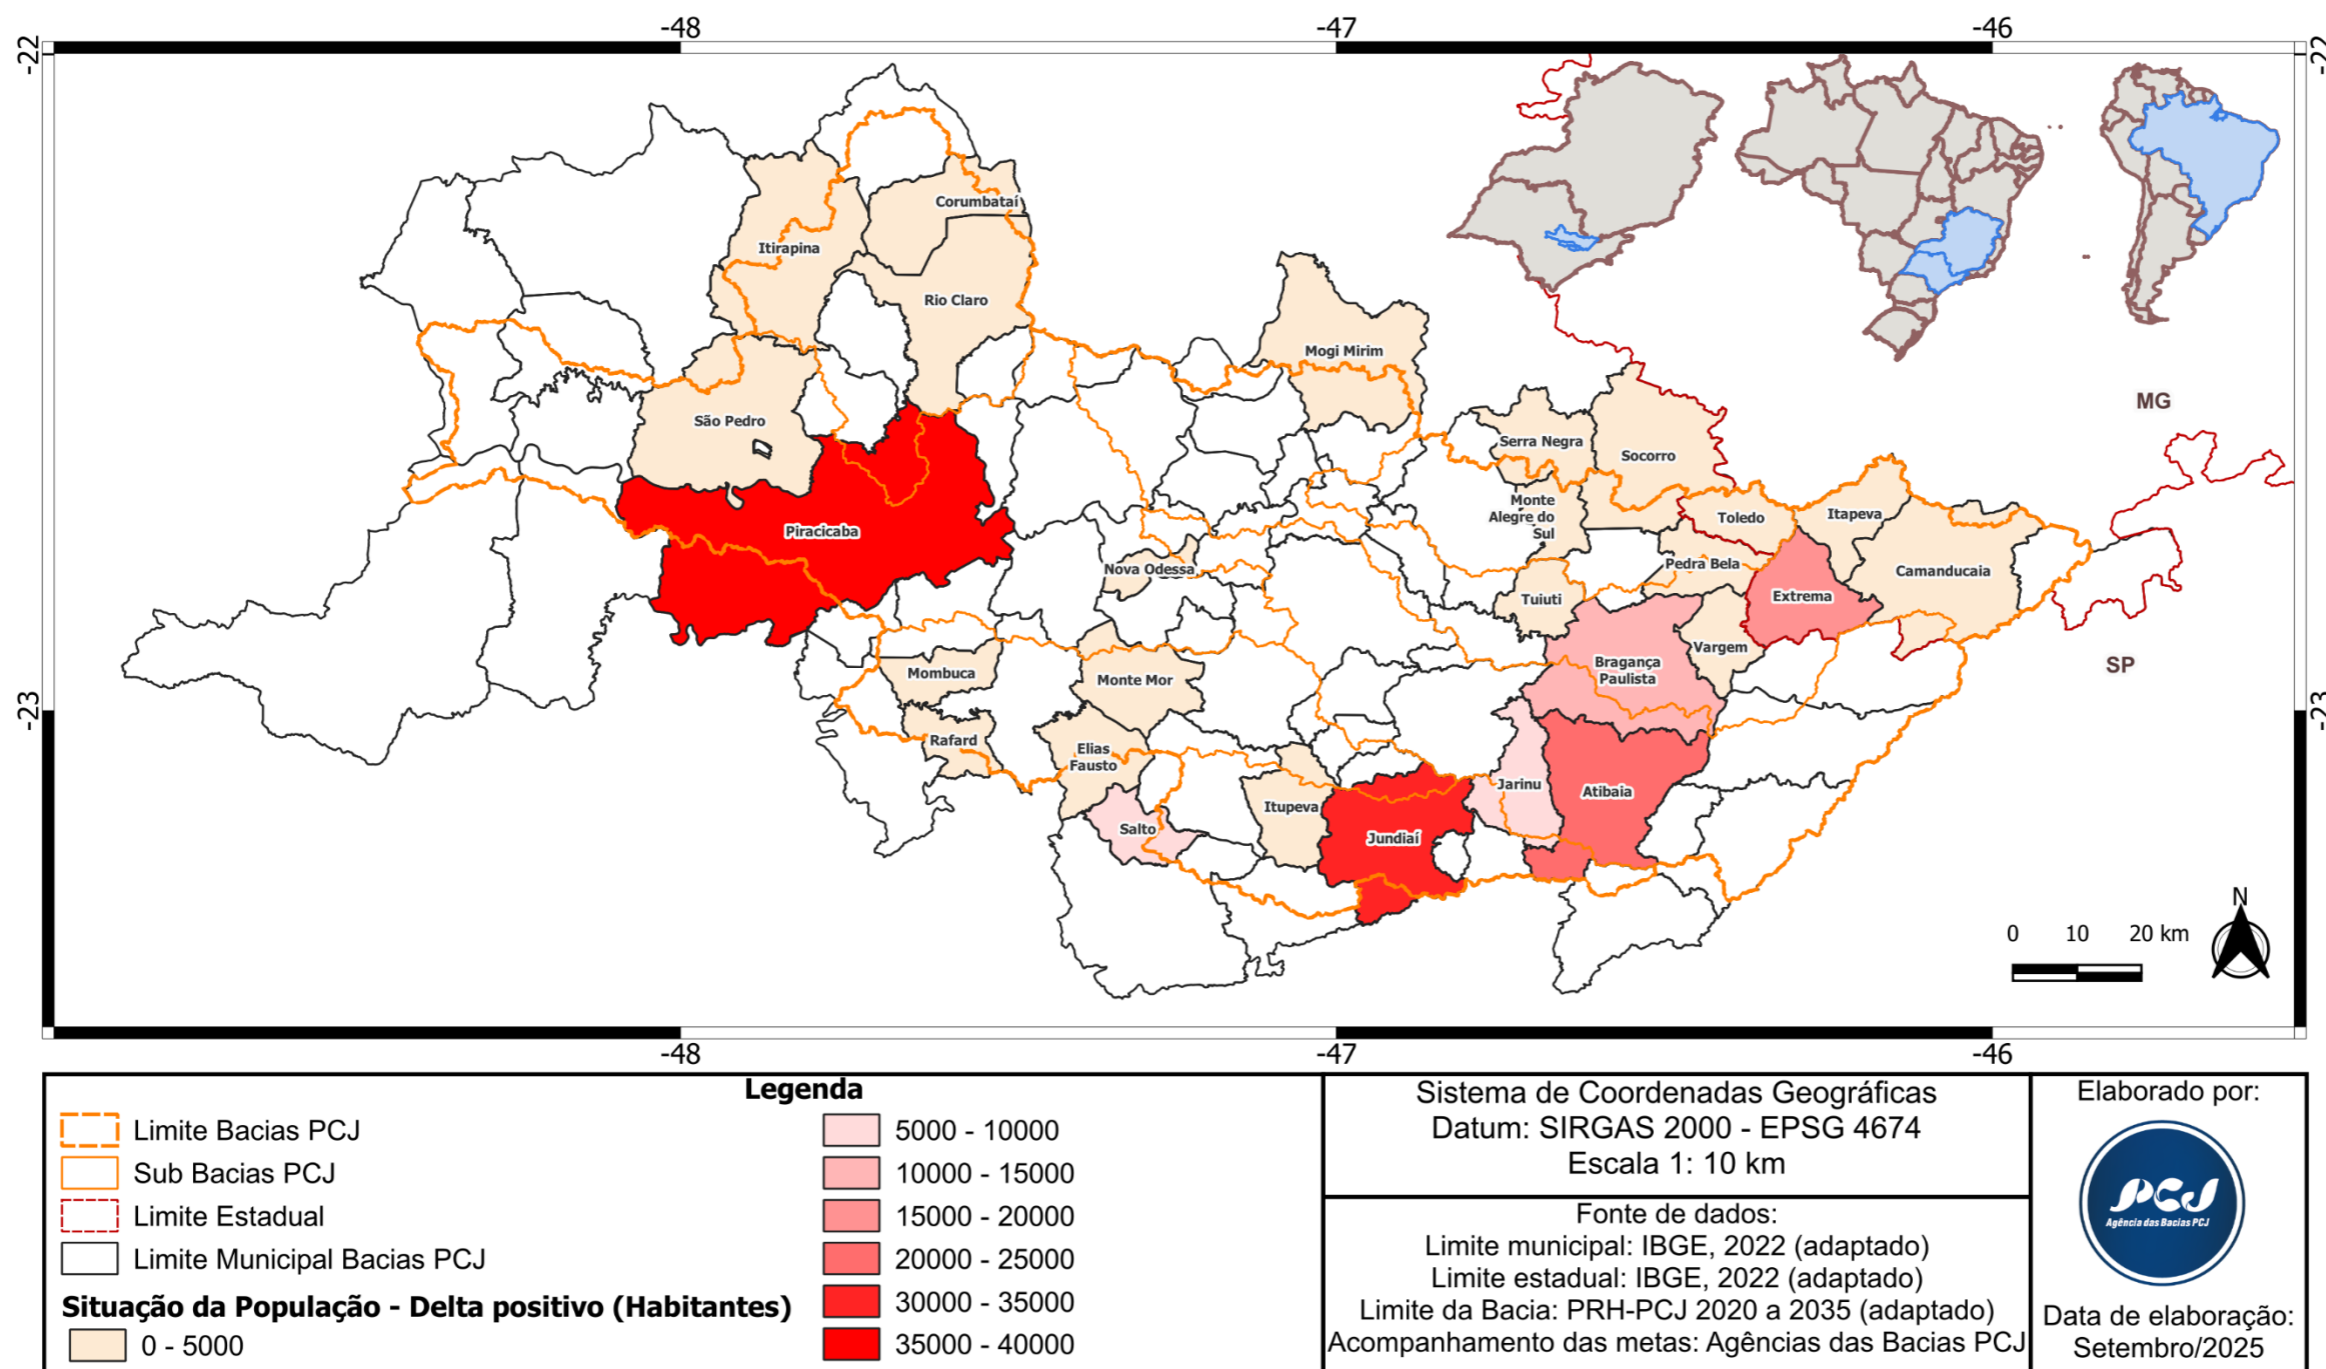 -48
-47
-46
-22
-22
Corumbataí
Itirapina
Rio Claro
Mogi Mirim
MG
São Pedro
Serra Negra
Socorro
Monte
Alegre do
Sul
Toledo
Itapeva
Piracicaba
Nova Odessa
Pedra Bela
Camanducaia
Tuiuti
Extrema
Vargem
Bragança
Paulista
SP
Mombuca
Monte Mor
-23
-23
Rafard
Elias
Fausto
Jarinu
Atibaia
Itupeva
Salto
Jundiaí
N
0 10 20 km
-48
-47
-46
Legenda
Limite Bacias PCJ
Sub Bacias PCJ
Limite Estadual
Limite Municipal Bacias PCJ
Situação da População - Delta positivo (Habitantes)
0 - 5000
5000 - 10000
10000 - 15000
15000 - 20000
20000 - 25000
30000 - 35000
35000 - 40000
Sistema de Coordenadas Geográficas
Datum: SIRGAS 2000 - EPSG 4674
Escala 1: 10 km
Fonte de dados:
Limite municipal: IBGE, 2022 (adaptado)
Limite estadual: IBGE, 2022 (adaptado)
Limite da Bacia: PRH-PCJ 2020 a 2035 (adaptado)
Acompanhamento das metas: Agências das Bacias PCJ
Elaborado por:
PCJ
Agência das Bacias PCJ
Data de elaboração:
Setembro/2025